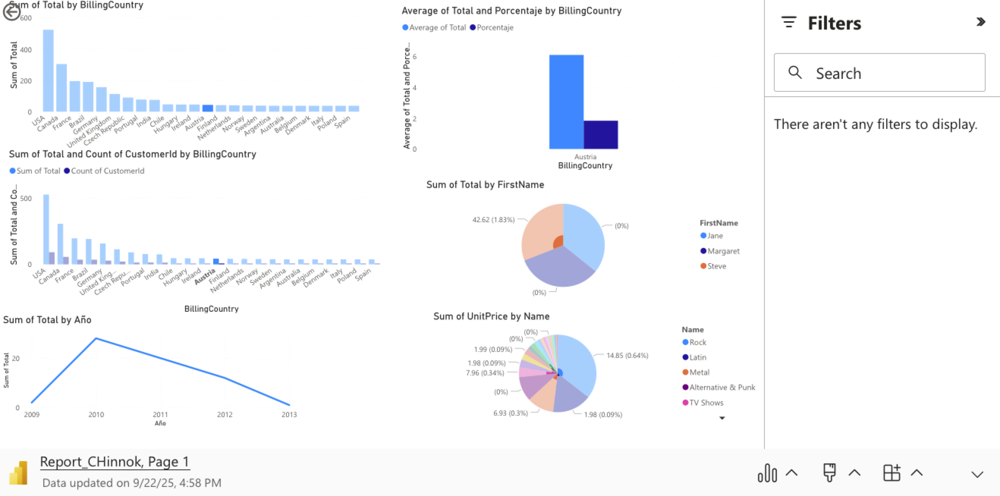 Sum of Total by BillingCountry
Sum of Total
600
400
200
0
USA
Canada
France
Brazil
Germany
United Kingdom
Czech Republic
Portugal
India
Chile
Hungary
Ireland
Austria
Finland
Netherlands
Norway
Sweden
Argentina
Australia
Belgium
Denmark
Italy
Poland
Spain
Sum of Total and Count of CustomerId by BillingCountry
Sum of Total
Count of CustomerId
Sum of Total and Co...
500
0
USA
Canada
France
Brazil
Germany
United King...
Czech Repu...
Portugal
India
Chile
Hungary
Ireland
Austria
Finland
Netherlands
Norway
Sweden
Argentina
Australia
Belgium
Denmark
Italy
Poland
Spain
BillingCountry
Sum of Total by Año
Sum of Total
20
0
2009
2010
2011
2012
2013
Año
Average of Total and Porcentaje by BillingCountry
Average of Total
Porcentaje
Average of Total and Porce...
6
4
2
0
Austria
BillingCountry
Sum of Total by FirstName
42.62 (1.83%)
(0%)
(0%)
FirstName
Jane
Margaret
Steve
Sum of UnitPrice by Name
(0%)
(0%)
1.99 (0.09%)
1.98 (0.09%)
7.96 (0.34%)
(0%)
6.93 (0.3%)
14.85 (0.64%)
1.98 (0.09%)
Name
Rock
Latin
Metal
Alternative & Punk
TV Shows
Filters
Search
There aren't any filters to display.
Report_CHinnok, Page 1
Data updated on 9/22/25, 4:58 PM